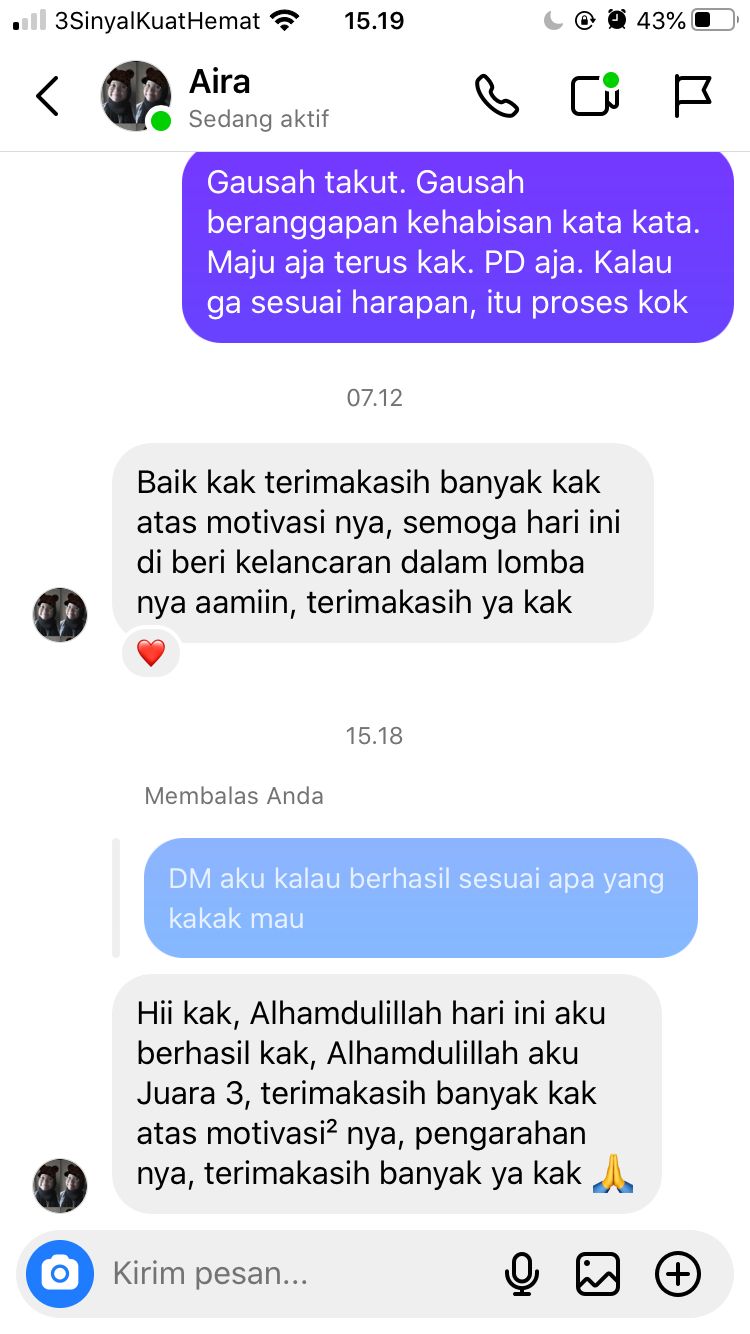 3SinyalKuatHemat 15.19 43%
Aira
Sedang aktif
Gausah takut. Gausah
beranggapan kehabisan kata kata.
Maju aja terus kak. PD aja. Kalau
ga sesuai harapan, itu proses kok
07.12
Baik kak terimakasih banyak kak
atas motivasi nya, semoga hari ini
di beri kelancaran dalam lomba
nya aamiin, terimakasih ya kak
15.18
Membalas Anda
DM aku kalau berhasil sesuai apa yang
kakak mau
Hii kak, Alhamdulillah hari ini aku
berhasil kak, Alhamdulillah aku
Juara 3, terimakasih banyak kak
atas motivasi² nya, pengarahan
nya, terimakasih banyak ya kak 🙏
Kirim pesan...